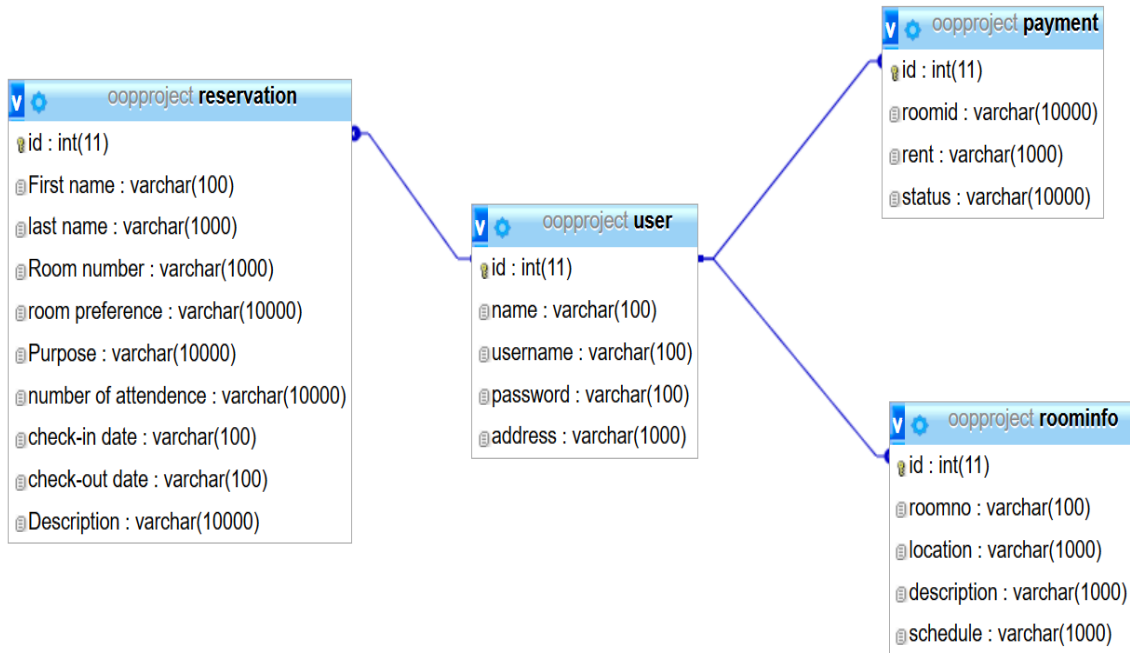 oopproject reservation
id : int(11)
First name : varchar(100)
last name : varchar(1000)
Room number : varchar(1000)
room preference : varchar(10000)
Purpose : varchar(10000)
number of attendence : varchar(10000)
check-in date : varchar(100)
check-out date : varchar(100)
Description : varchar(10000)
v oopproject user
id : int(11)
name : varchar(100)
username : varchar(100)
password : varchar(100)
address : varchar(1000)
v oopproject payment
id : int(11)
roomid : varchar(10000)
rent : varchar(1000)
status : varchar(10000)
v oopproject roominfo
id : int(11)
roomno : varchar(100)
location : varchar(1000)
description : varchar(1000)
schedule : varchar(1000)